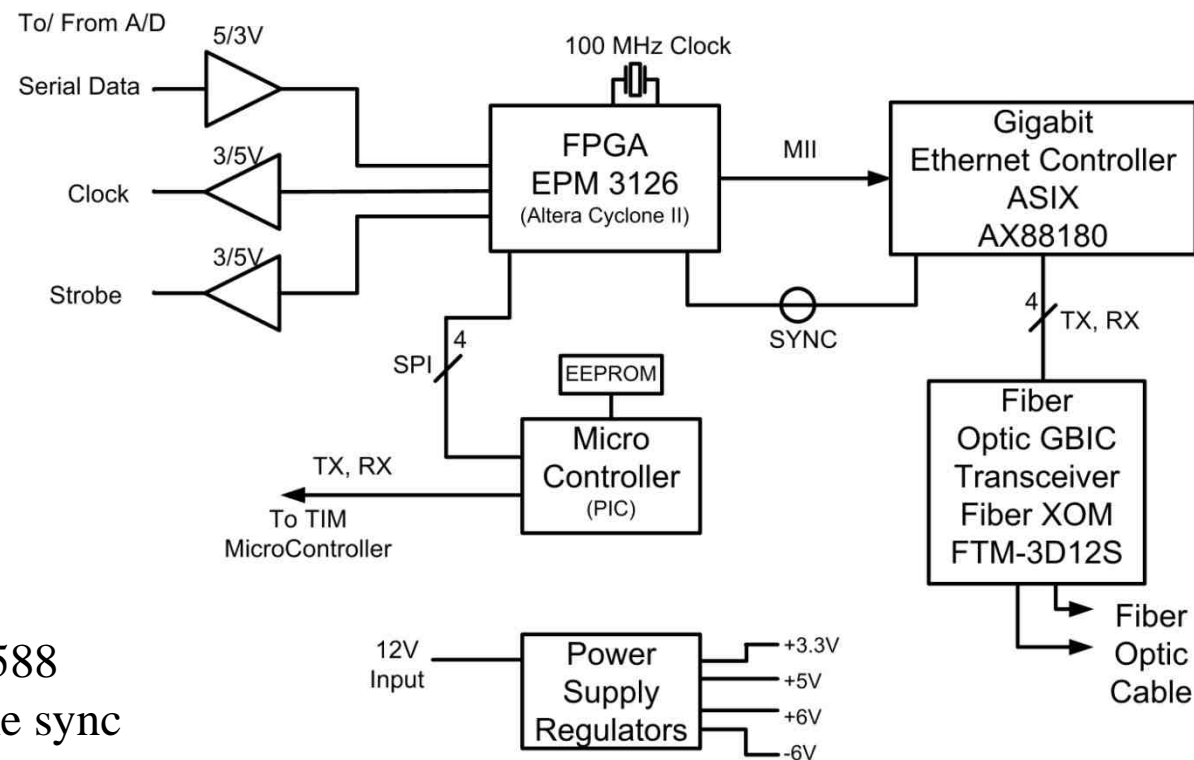 To/ From A/D
5/3V
Serial Data
3/5V
Clock
3/5V
Strobe
100 MHz Clock
FPGA
EPM 3126
(Altera Cyclone II)
MII
Gigabit
Ethernet Controller
ASIX
AX88180
SYNC
4
TX, RX
4
SPI
EEPROM
Micro
Controller
(PIC)
TX, RX
To TIM
MicroController
Fiber
Optic GBIC
Transceiver
Fiber XOM
FTM-3D12S
Fiber
Optic
Cable
12V
Input
Power
Supply
Regulators
+3.3V
+5V
+6V
-6V
588
e sync